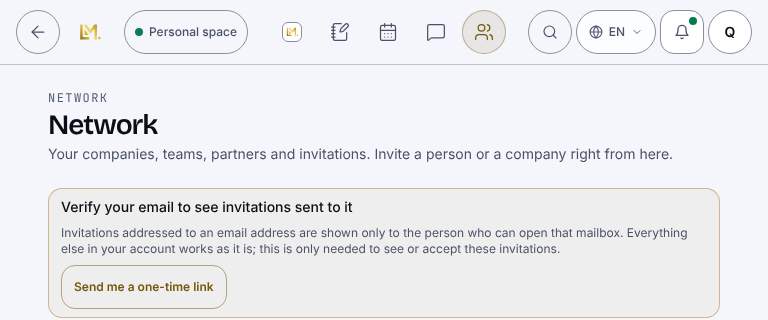 LM.
Personal space
LM.
EN
Q
NETWORK
Network
Your companies, teams, partners and invitations. Invite a person or a company right from here.
Verify your email to see invitations sent to it
Invitations addressed to an email address are shown only to the person who can open that mailbox. Everything
else in your account works as it is; this is only needed to see or accept these invitations.
Send me a one-time link